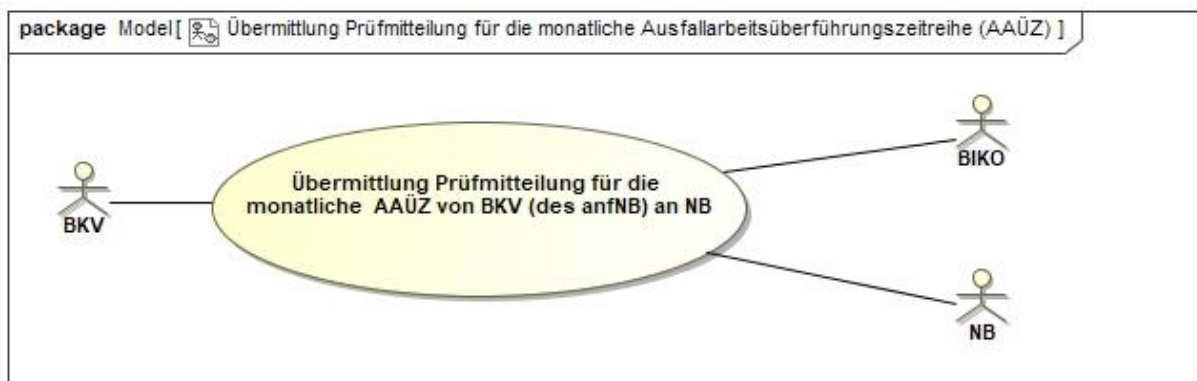 package Model [ Übermittlung Prüfmitteilung für die monatliche Ausfallarbeitsüberführungszeitreihe (AAÜZ) ]
BIKO
Übermittlung Prüfmitteilung für die
monatliche AAÜZ von BKV (des anfNB) an NB
BKV
NB